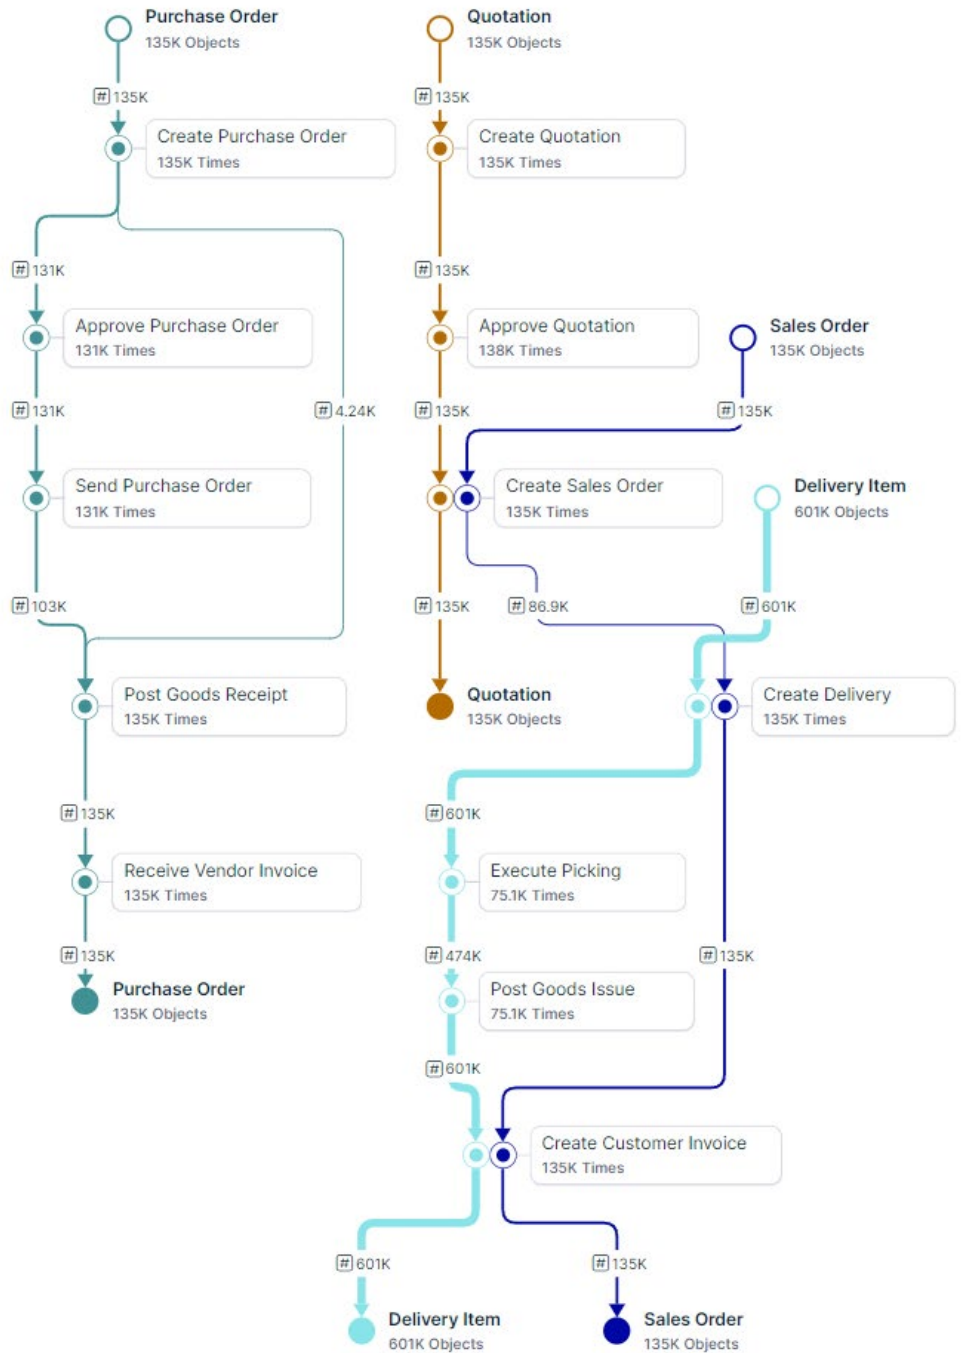 Purchase Order
135K Objects
Quotation
135K Objects
# 135K
# 135K
Create Purchase Order
135K Times
Create Quotation
135K Times
# 131K
# 135K
Approve Purchase Order
131K Times
Approve Quotation
138K Times
Sales Order
135K Objects
# 131K
# 4.24K
# 135K
# 135K
Send Purchase Order
131K Times
Create Sales Order
135K Times
Delivery Item
601K Objects
# 103K
# 135K
# 86.9K
# 601K
Post Goods Receipt
135K Times
Quotation
135K Objects
Create Delivery
135K Times
# 135K
# 601K
Receive Vendor Invoice
135K Times
Execute Picking
75.1K Times
# 135K
# 474K
# 135K
Purchase Order
135K Objects
Post Goods Issue
75.1K Times
# 601K
Create Customer Invoice
135K Times
# 601K
# 135K
Delivery Item
601K Objects
Sales Order
135K Objects